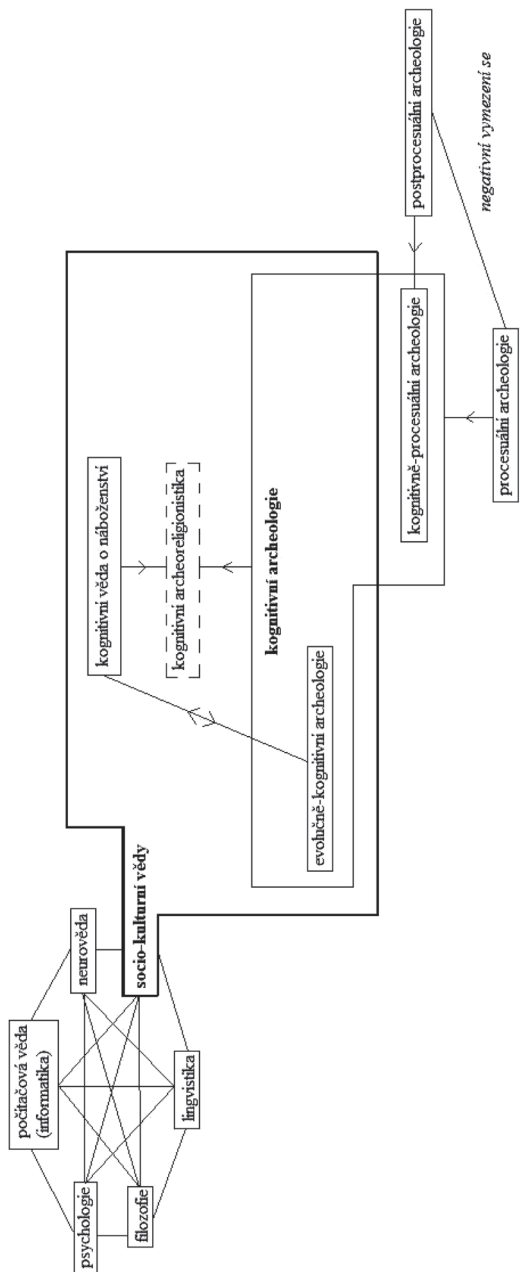 počítačová věda
(informatika)
psychologie
neurověda
filozofie
socio-kulturní vědy
lingvistika
kognitivní věda o náboženství
kognitivní archeoreligionistika
kognitivní archeologie
evolučně-kognitivní archeologie
kognitivně-procesuální archeologie
postprocesuální archeologie
procesuální archeologie
negativní vymezení se